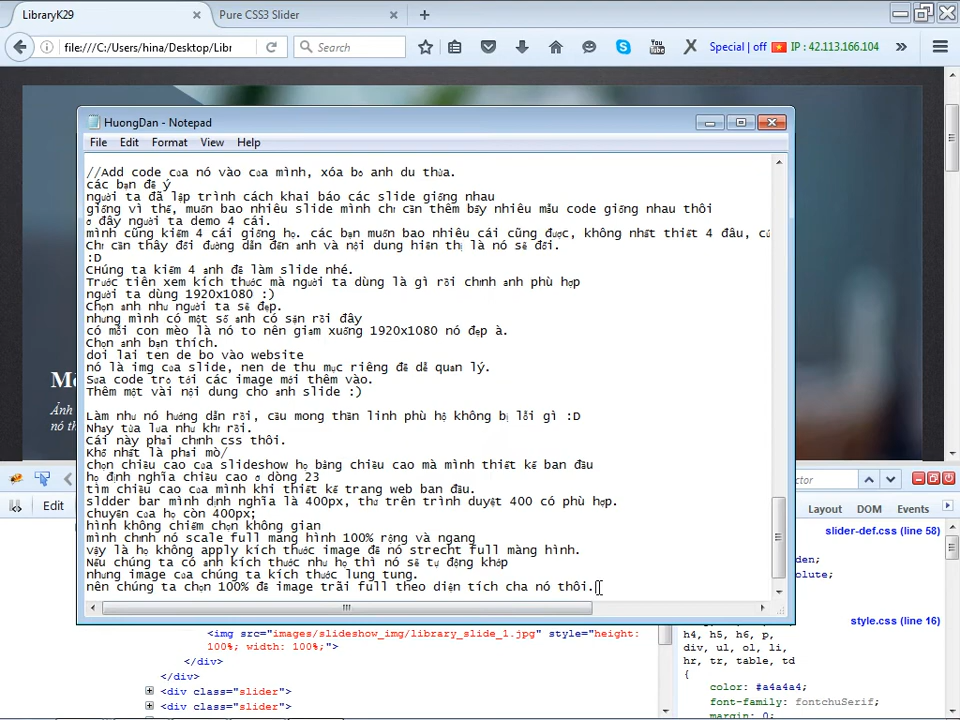 LibraryK29
Pure CSS3 Slider
file:///C:/Users/hina/Desktop/Libr
Search
Special | off
IP : 42.113.166.104
HuongDan - Notepad
File Edit Format View Help
//Add code của nó vào của mình, xóa bỏ anh du thừa.
các bạn để ý
người ta đã lập trình cách khai báo các slide giống nhau
giống vì thế, muốn bao nhiêu slide mình chỉ cần thêm bấy nhiêu mẫu code giống nhau thôi
ở đây người ta demo 4 cái.
mình cũng kiếm 4 cái giống họ. các bạn muốn bao nhiêu cái cũng được, không nhất thiết 4 đâu,
Chỉ cần thây đổi đường dẫn đến ảnh và nội dung hiển thị là nó sẽ đổi.
:D
CHúng ta kiếm 4 ảnh để làm slide nhé.
Trước tiên xem kích thước mà người ta dùng là gì rồi chỉnh ảnh phù hợp
người ta dùng 1920x1080 :)
Chọn ảnh như người ta sẽ đẹp.
nhưng mình có một số ảnh có sẵn rồi đây
có mỗi con mèo là nó to nên giảm xuống 1920x1080 nó đẹp à.
Chọn ảnh bạn thích.
doi lai ten de bo vào website
nó là img của slide, nen de thu mục riêng để dễ quản lý.
Sửa code trỏ tới các image mới thêm vào.
Thêm một vài nội dung cho ảnh slide :)
Làm như nó hướng dẫn rồi, cầu mong thần linh phù hộ không bị lỗi gì :D
Nhảy từa lưa như khỉ rồi.
Cái này phải chỉnh css thôi.
Khổ nhất là phải mò/
chọn chiều cao của slideshow họ bằng chiều cao mà mình thiết kế ban đầu
họ định nghĩa chiều cao ở dòng 23
tìm chiều cao của mình khi thiết kế trang web ban đầu.
slider bar mình định nghĩa là 400px, thử trên trình duyệt 400 có phù hợp.
chuyển của họ còn 400px;
hình không chiếm chọn không gian
mình chỉnh nó scale full màng hình 100% rộng và ngang
vậy là họ không apply kích thước image để nó strecht full màng hình.
Nếu chúng ta có ảnh kích thước như họ thì nó sẽ tự động khớp
nhưng image của chúng ta kích thước lung tung.
nên chúng ta chọn 100% để image trãi full theo diện tích cha nó thôi.
Edit
Layout DOM Events
slider-def.css (line 58)
style.css (line 16)
h4, h5, h6, p,
div, ul, ol, li,
hr, tr, table, td
{
color: #a4a4a4;
font-family: fontchuSerif;
margin: 0;
<img src="images/slideshow_img/library_slide_1.jpg" style="height:
100%; width: 100%;">
</div>
</div>
<div class="slider">
<div class="slider">